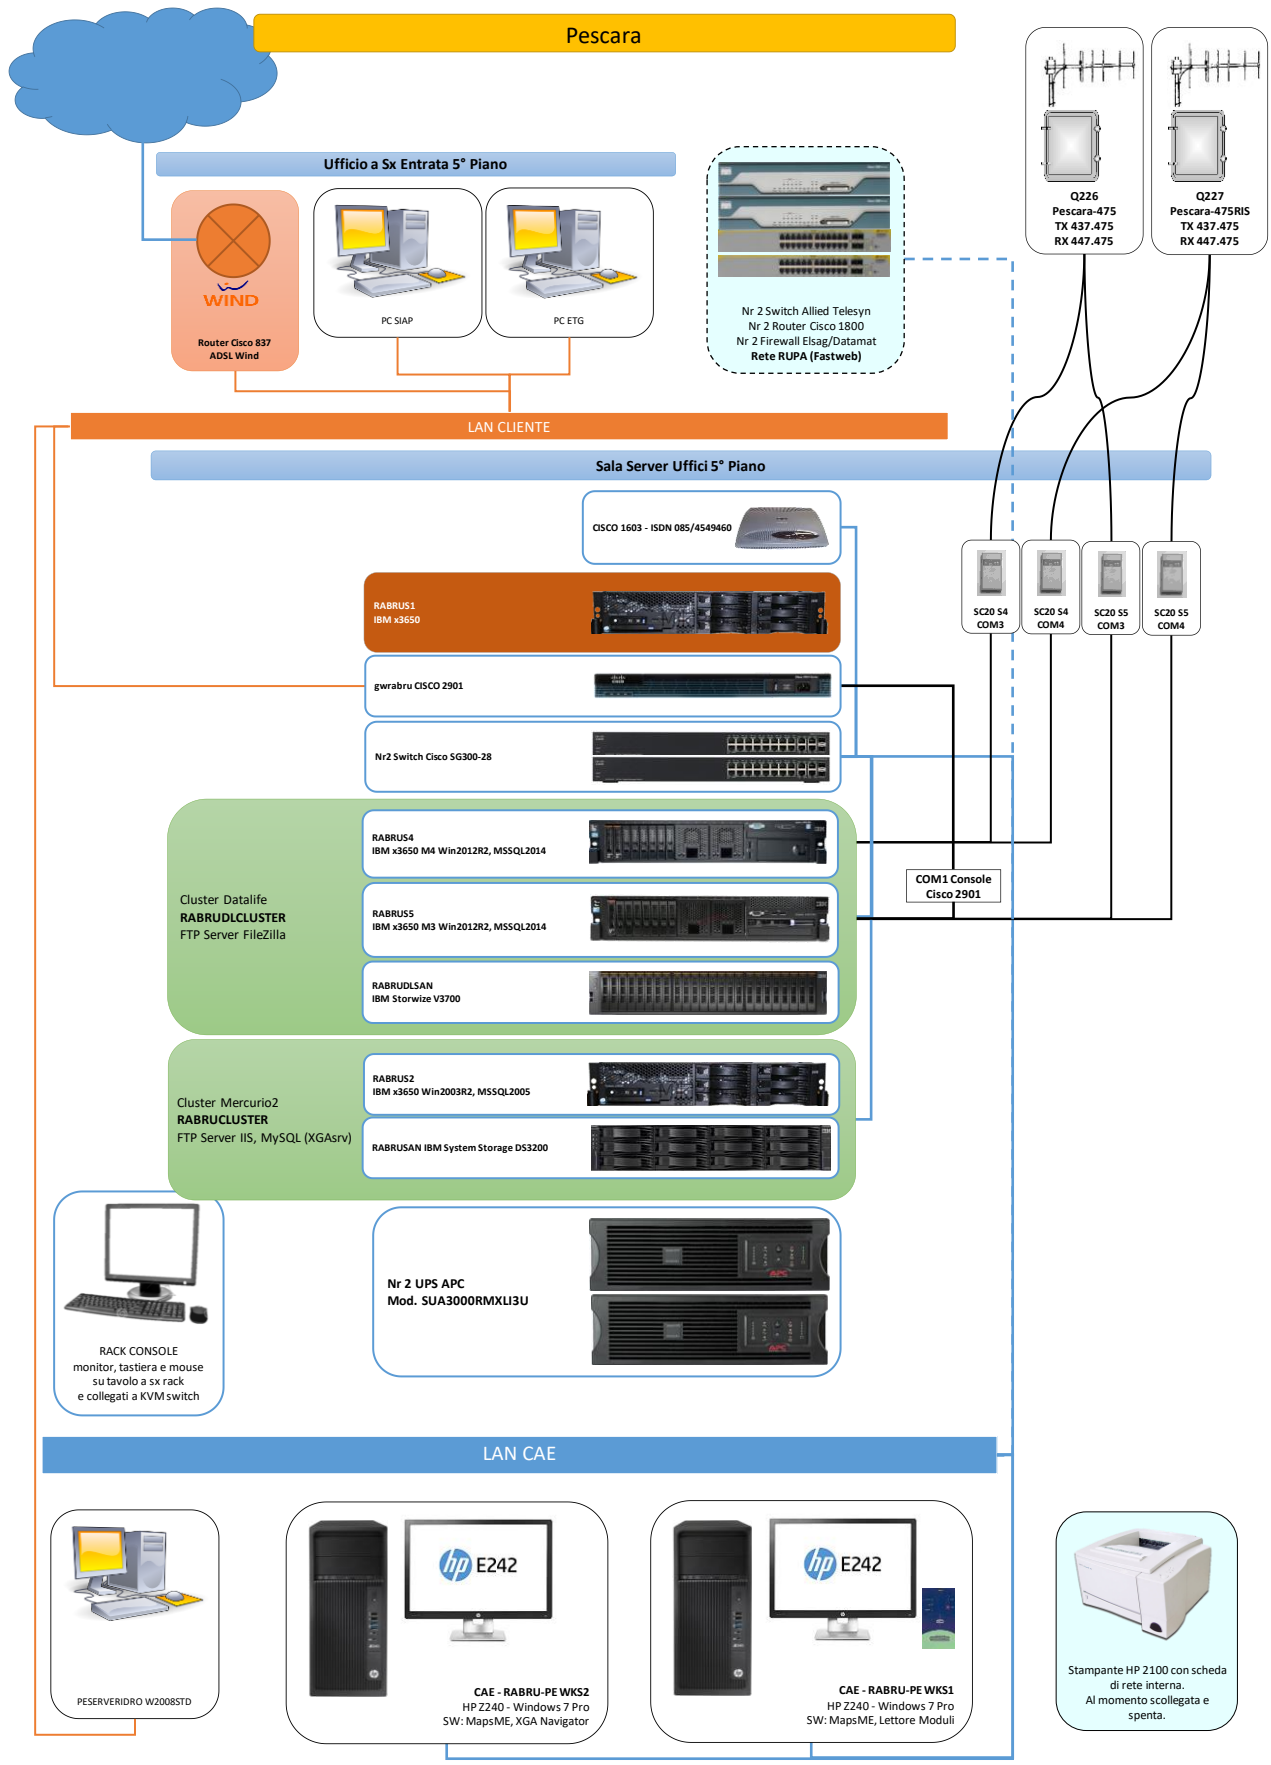 Pescara
Ufficio a Sx Entrata 5° Piano
WIND
Router Cisco 837
ADSL Wind
PC SIAP
PC ETG
Nr 2 Switch Allied Telesyn
Nr 2 Router Cisco 1800
Nr 2 Firewall Elsag/Datamat
Rete RUPA (Fastweb)
Q226
Pescara-475
TX 437.475
RX 447.475
Q227
Pescara-475RIS
TX 437.475
RX 447.475
LAN CLIENTE
Sala Server Uffici 5° Piano
CISCO 1603 - ISDN 085/4549460
SC20 S4
COM3
SC20 S4
COM4
SC20 S5
COM3
SC20 S5
COM4
RABRUS1
IBM x3650
gwrabru CISCO 2901
Nr2 Switch Cisco SG300-28
Cluster Datalife
RABRUDLCLUSTER
FTP Server FileZilla
RABRUS4
IBM x3650 M4 Win2012R2, MSSQL2014
RABRUS5
IBM x3650 M3 Win2012R2, MSSQL2014
RABRUDLSAN
IBM Storwize V3700
COM1 Console
Cisco 2901
Cluster Mercurio2
RABRUCLUSTER
FTP Server IIS, MySQL (XGAsrv)
RABRUS2
IBM x3650 Win2003R2, MSSQL2005
RABRUSAN IBM System Storage DS3200
RACK CONSOLE
monitor, tastiera e mouse
su tavolo a sx rack
e collegati a KVM switch
Nr 2 UPS APC
Mod. SUA3000RMXLI3U
APC
APC
LAN CAE
PESERVERIDRO W2008STD
hp E242
CAE - RABRU-PE WKS2
HP Z240 - Windows 7 Pro
SW: MapsME, XGA Navigator
hp E242
CAE - RABRU-PE WKS1
HP Z240 - Windows 7 Pro
SW: MapsME, Lettore Moduli
Stampante HP 2100 con scheda
di rete interna.
Al momento scollegata e
spenta.